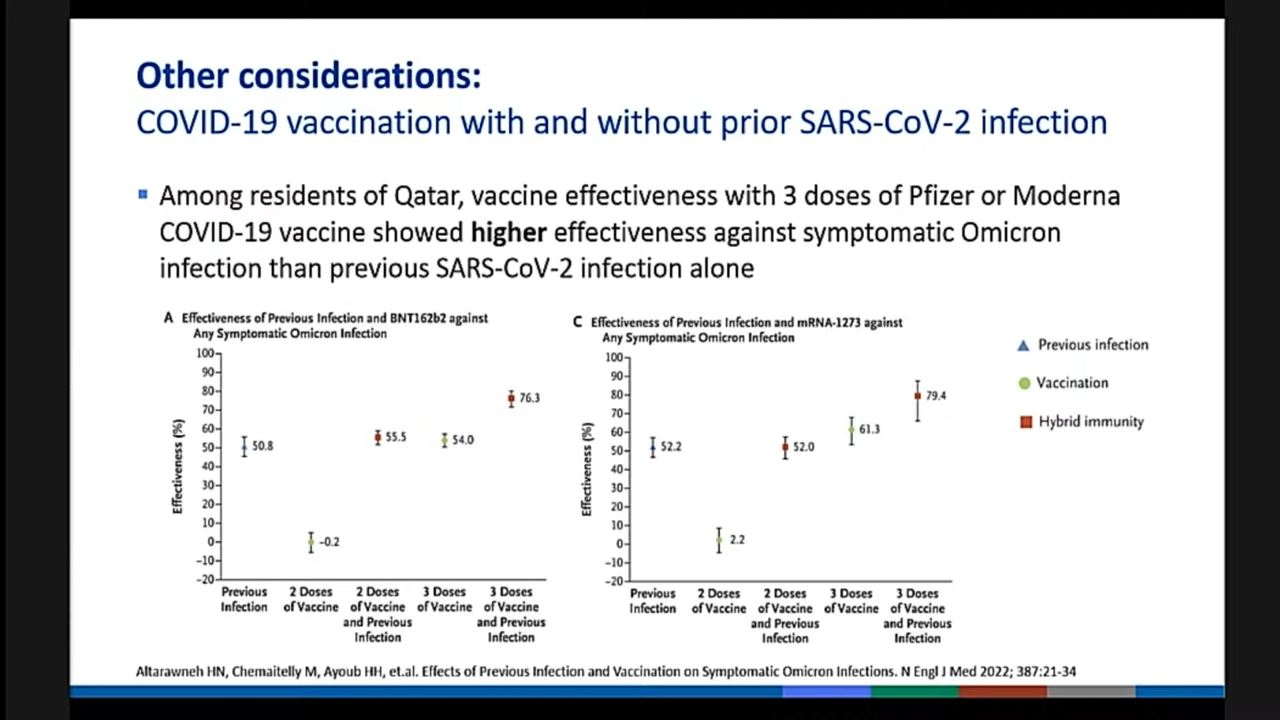 Other considerations:
COVID-19 vaccination with and without prior SARS-CoV-2 infection
Among residents of Qatar, vaccine effectiveness with 3 doses of Pfizer or Moderna
COVID-19 vaccine showed higher effectiveness against symptomatic Omicron
infection than previous SARS-CoV-2 infection alone
A Effectiveness of Previous Infection and BNT162b2 against
Any Symptomatic Omicron Infection
Effectiveness (%)
100
90
80
70
60
50
40
30
20
10
0
-10
-20
50.8
-0.2
55.5
54.0
76.3
Previous
Infection
2 Doses
of Vaccine
2 Doses
of Vaccine
and Previous
Infection
3 Doses
of Vaccine
3 Doses
of Vaccine
and Previous
Infection
C Effectiveness of Previous Infection and mRNA-1273 against
Any Symptomatic Omicron Infection
Effectiveness (%)
100
90
80
70
60
50
40
30
20
10
0
-10
-20
52.2
2.2
52.0
61.3
79.4
Previous
Infection
2 Doses
of Vaccine
2 Doses
of Vaccine
and Previous
Infection
3 Doses
of Vaccine
3 Doses
of Vaccine
and Previous
Infection
Previous infection
Vaccination
Hybrid immunity
Altarawneh HN, Chemaitelly M, Ayoub HH, et.al. Effects of Previous Infection and Vaccination on Symptomatic Omicron Infections. N Engl J Med 2022; 387:21-34